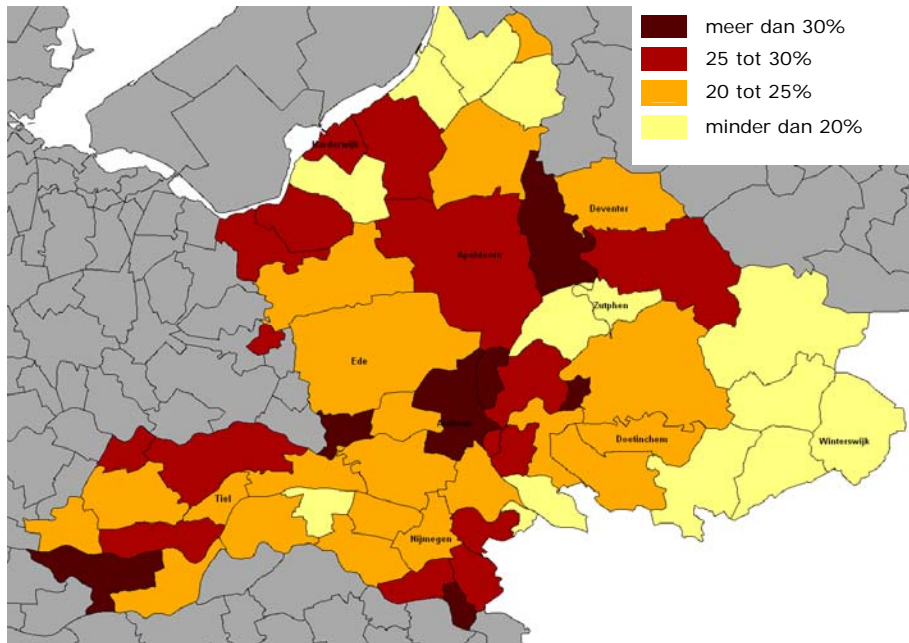 meer dan 30%
25 tot 30%
20 tot 25%
minder dan 20%
Harderwijk
Deventer
Apeldoorn
Zutphen
Ede
Arnhem
Doetinchem
Winterswijk
Tiel
Nijmegen